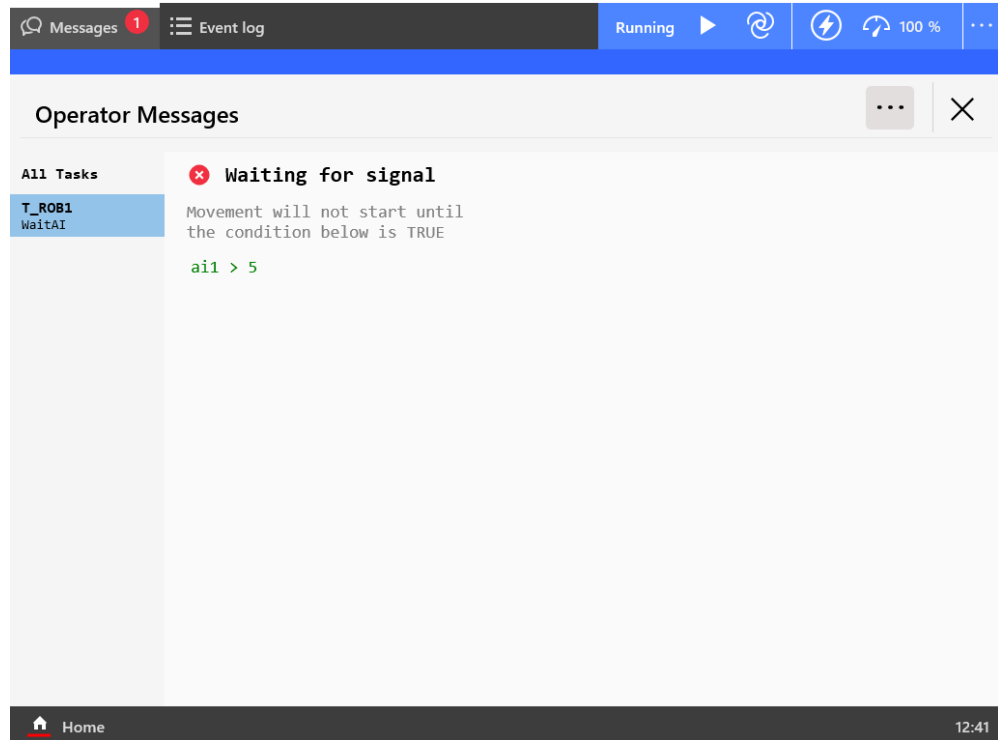 Messages 1 Event log Running 100 % ...
Operator Messages ...
All Tasks
T_ROB1
WaitAI
Waiting for signal
Movement will not start until
the condition below is TRUE
ai1 > 5
Home 12:41